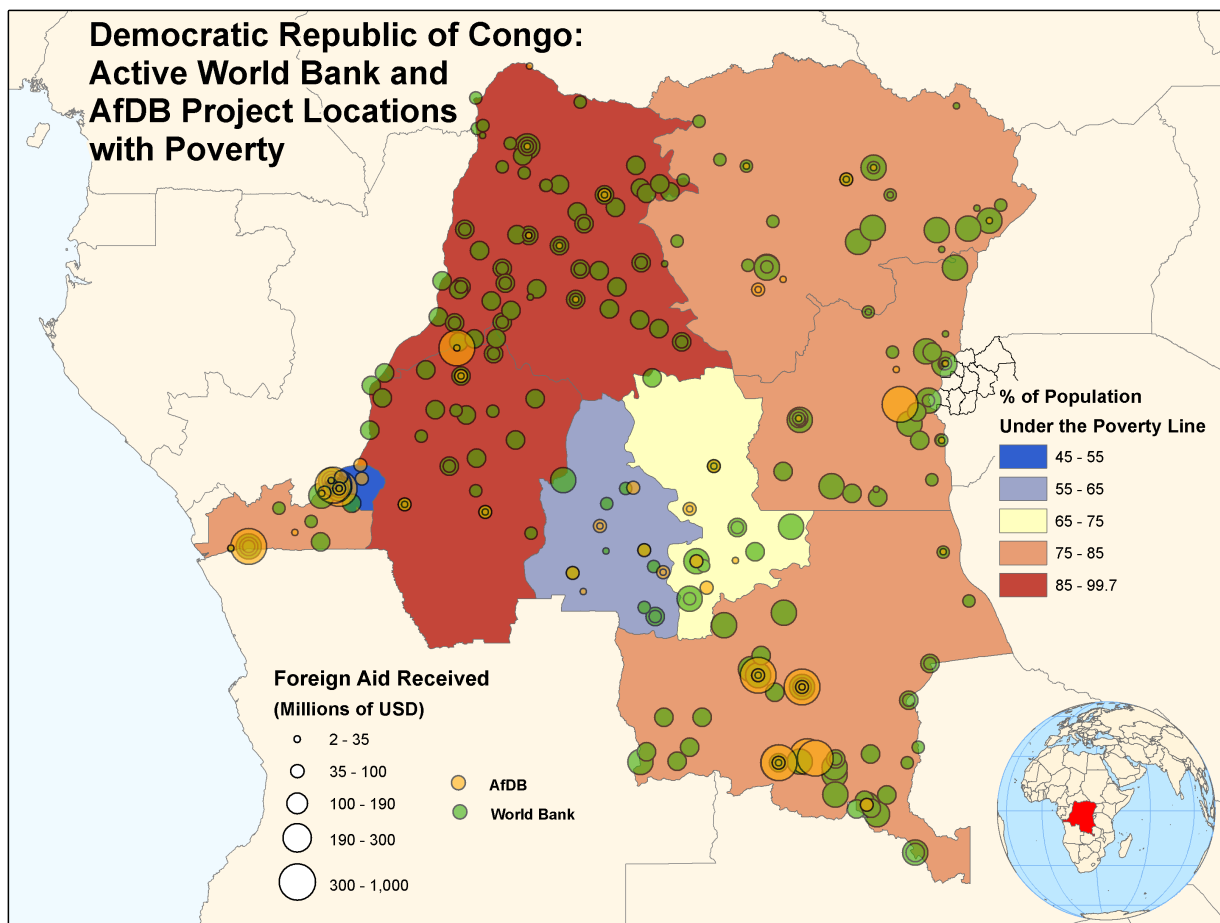 Democratic Republic of Congo:
Active World Bank and
AfDB Project Locations
with Poverty
% of Population
Under the Poverty Line
45 - 55
55 - 65
65 - 75
75 - 85
85 - 99.7
Foreign Aid Received
(Millions of USD)
2 - 35
35 - 100
100 - 190
190 - 300
300 - 1,000
AfDB
World Bank